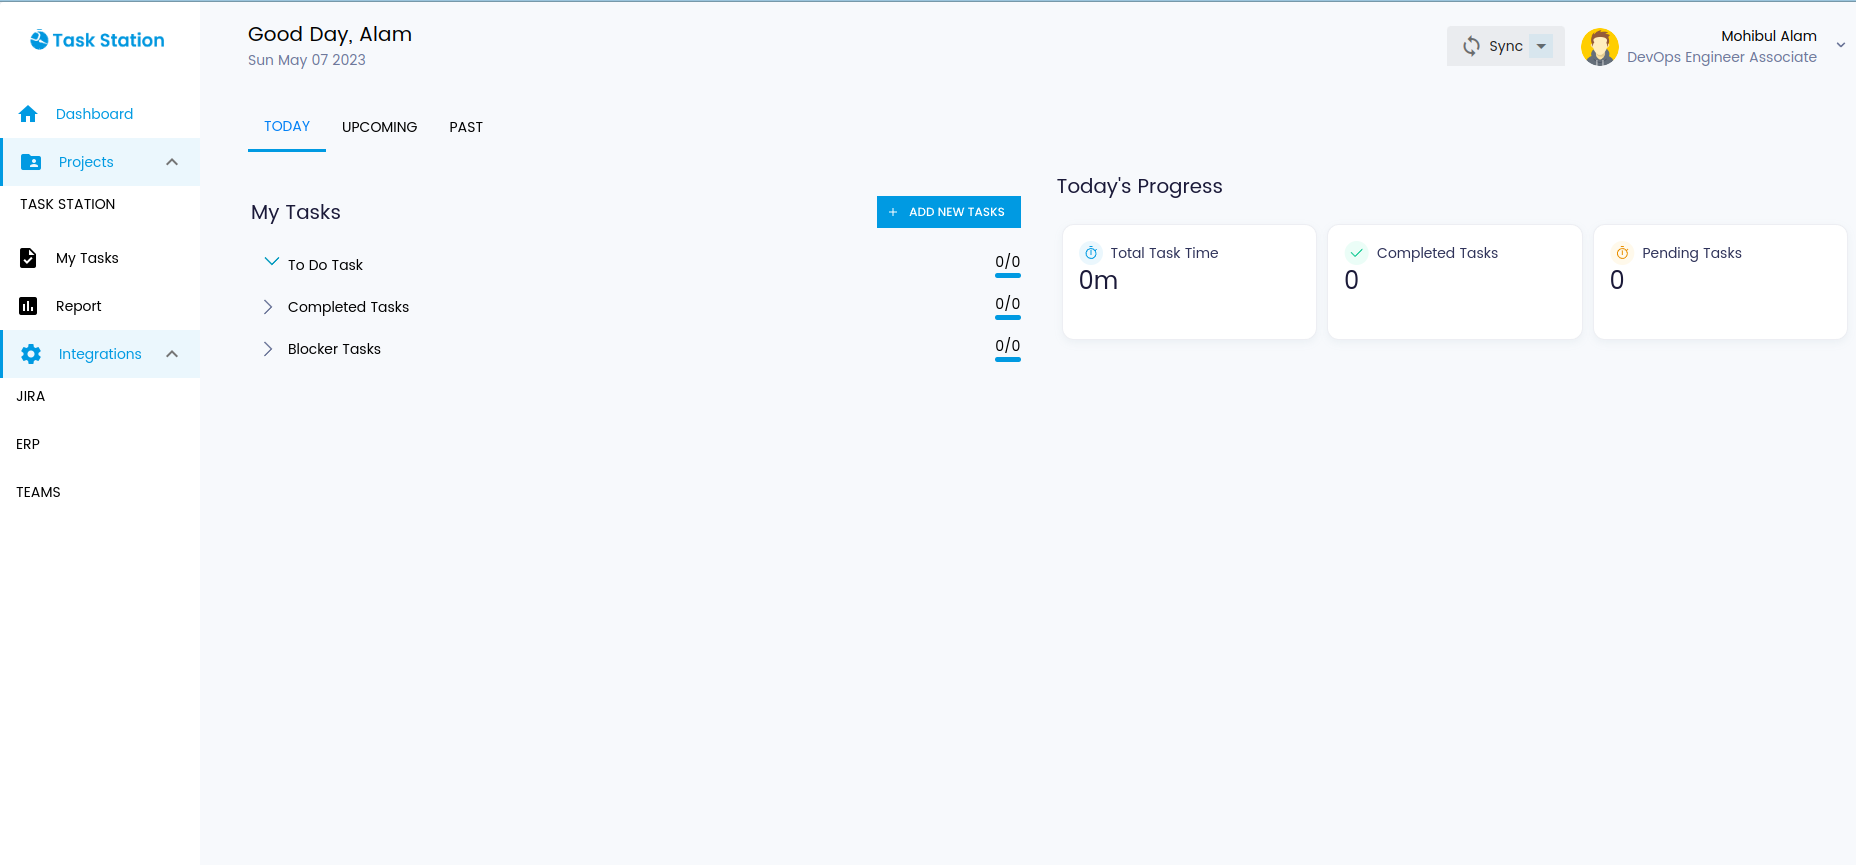 Task Station
Good Day, Alam
Sun May 07 2023
Sync
Mohibul Alam
DevOps Engineer Associate
Dashboard
Projects
TASK STATION
My Tasks
Report
Integrations
JIRA
ERP
TEAMS
TODAY UPCOMING PAST
My Tasks
+ ADD NEW TASKS
To Do Task 0/0
Completed Tasks 0/0
Blocker Tasks 0/0
Today's Progress
Total Task Time
0m
Completed Tasks
0
Pending Tasks
0